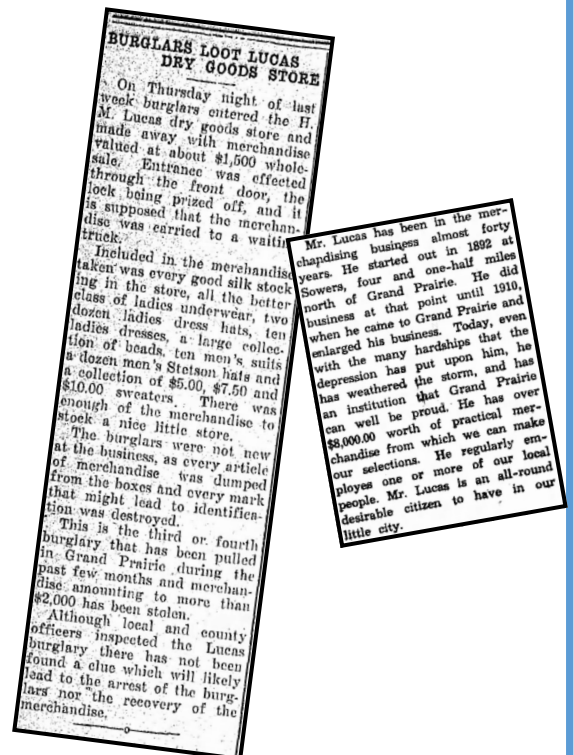 BURGLARS LOOT LUCAS
DRY GOODS STORE
On Thursday night of last
week burglars entered the H.
M. Lucas dry goods store and
made away with merchandise
valued at about $1,500 whole-
sale. Entrance was effected
through the front door, the
lock being prized off, and it
is supposed that the merchan-
dise was carried to a waitin
truck.
Included in the merchandise
taken was every good silk stock
ing in the store, all the better
class of ladies underwear, two
dozen ladies dress hats, ten
ladies dresses, a large collec-
tion of beads, ten men's suits
a dozen men's Stetson hats and
a collection of $5.00, $7.50 and
$10.00 sweaters. There was
enough of the merchandise to
stock a nice little store.
The burglars were not new
at the business, as every article
of merchandise was dumped
from the boxes and every mark
that might lead to identifica-
tion was destroyed.
This is the third or fourth
burglary that has been pulled
in Grand Prairie during the
past few months and merchan-
dise amounting to more than
$2,000 has been stolen.
Although local and county
officers inspected the Lucas
burglary there has not been
found a clue which will likely
lead to the arrest of the burg-
lars nor the recovery of the
merchandise.
Mr. Lucas has been in the mer-
chapdising business almost forty
years. He started out in 1892 at
Sowers, four and one-half miles
north of Grand Prairie. He did
business at that point until 1910,
when he came to Grand Prairie and
enlarged his business. Today, even
with the many hardships that the
depression has put upon him, he
has weathered the storm, and has
an institution that Grand Prairie
can well be proud. He has over
$8,000.00 worth of practical mer-
chandise from which we can make
our selections. He regularly em-
ployes one or more of our local
people. Mr. Lucas is an all-round
desirable citizen to have in our
little city.